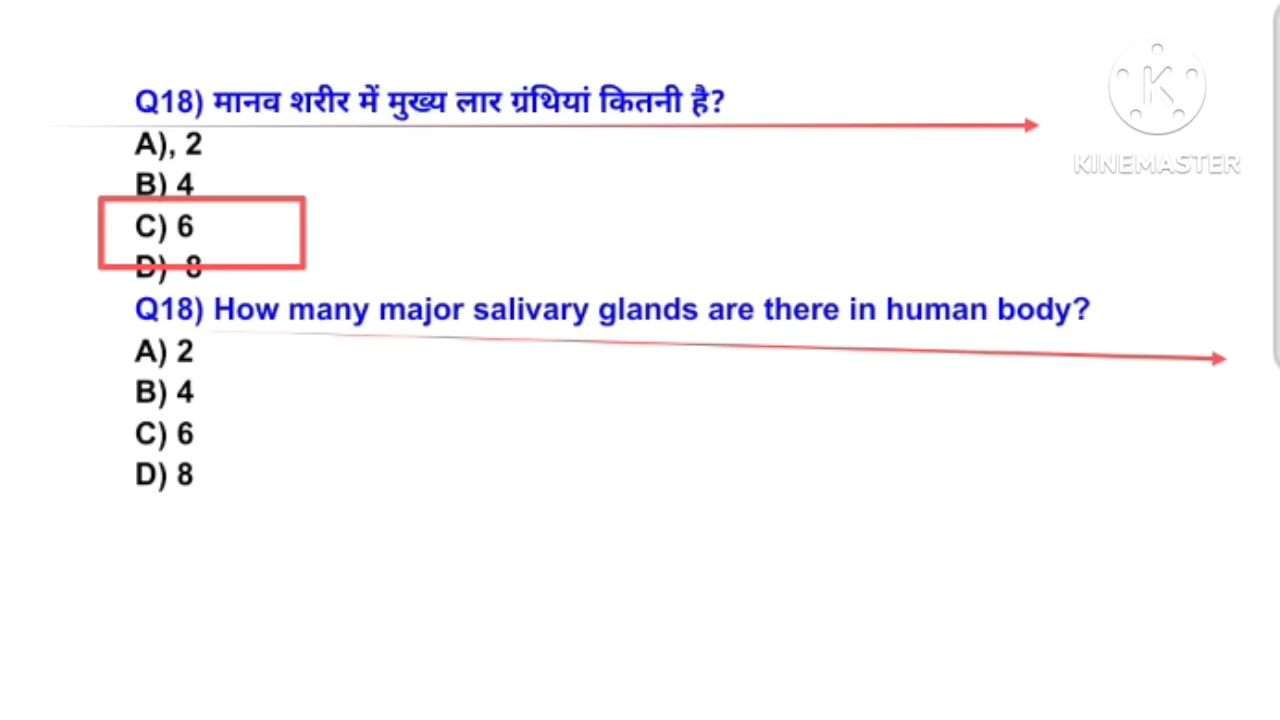 Q18) मानव शरीर में मुख्य लार ग्रंथियां कितनी है?
A), 2
B) 4
C) 6
D) 8
Q18) How many major salivary glands are there in human body?
A) 2
B) 4
C) 6
D) 8
K
KINEMASTER